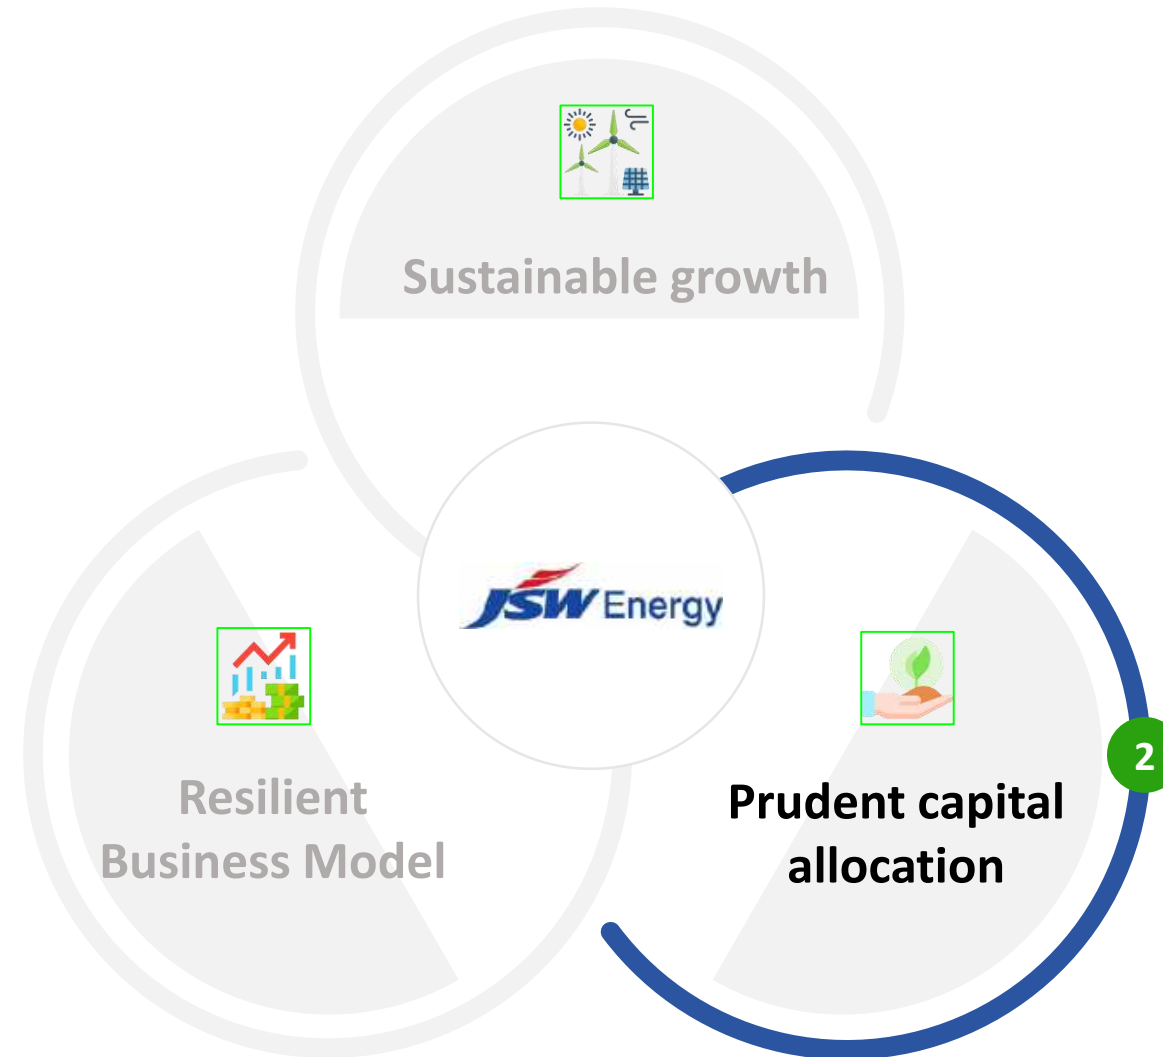 Sustainable growth
JSW Energy
Resilient
Business Model
Prudent capital
allocation
2